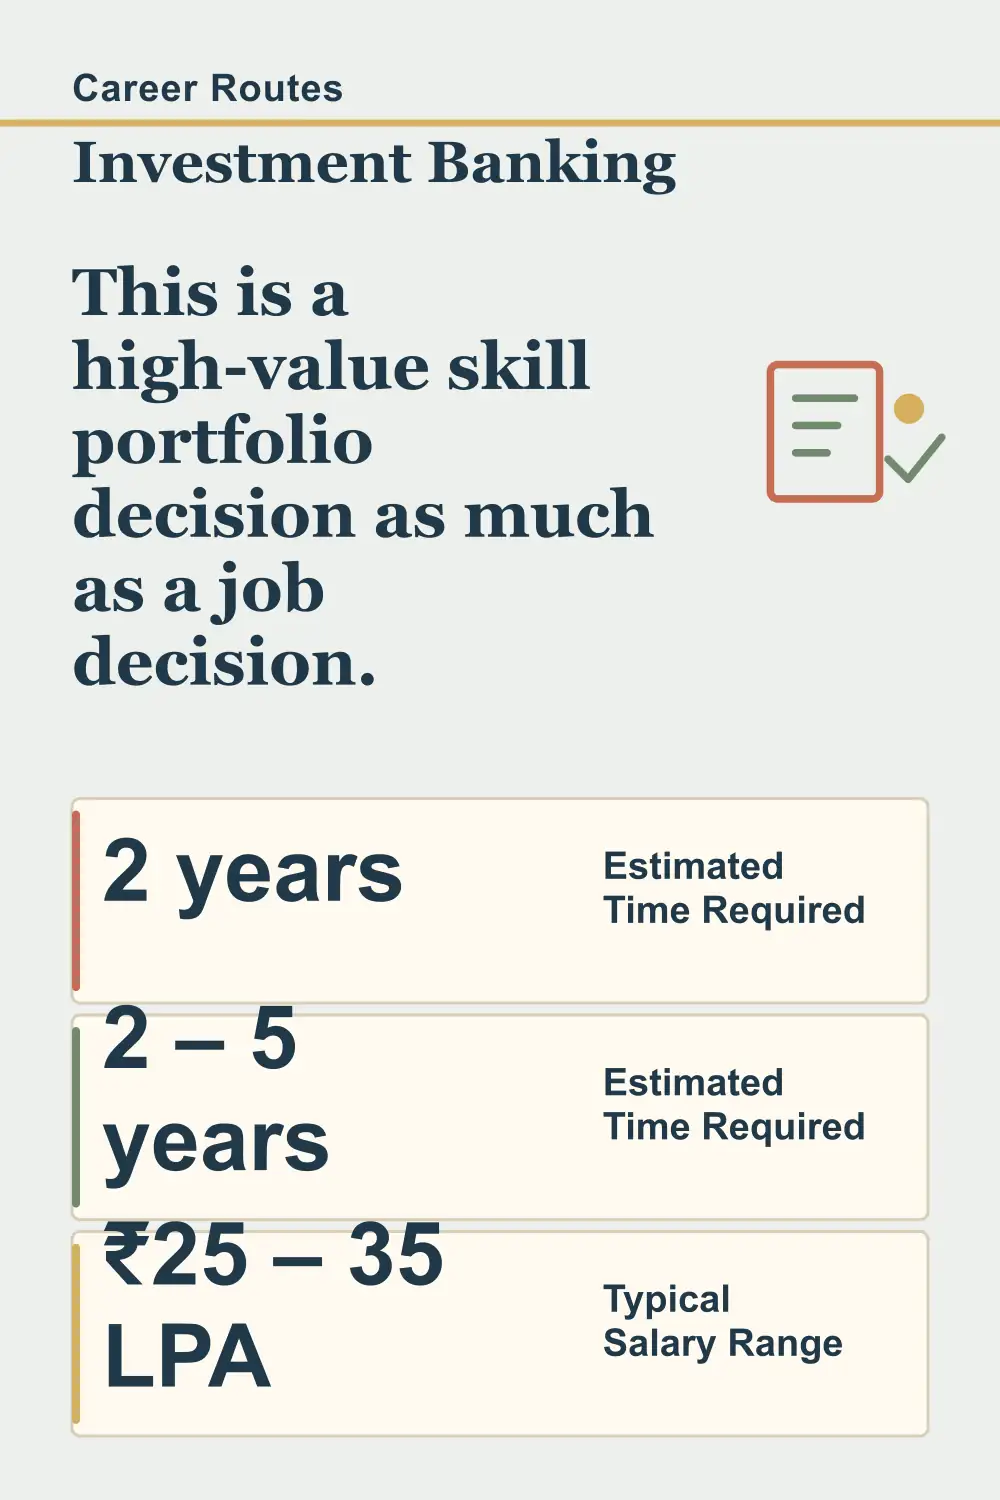 Career Routes
Investment Banking
This is a
high-value skill
portfolio
decision as much
as a job
decision.
2 years
Estimated
Time Required
2 – 5
years
Estimated
Time Required
₹25 – 35
LPA
Typical
Salary Range